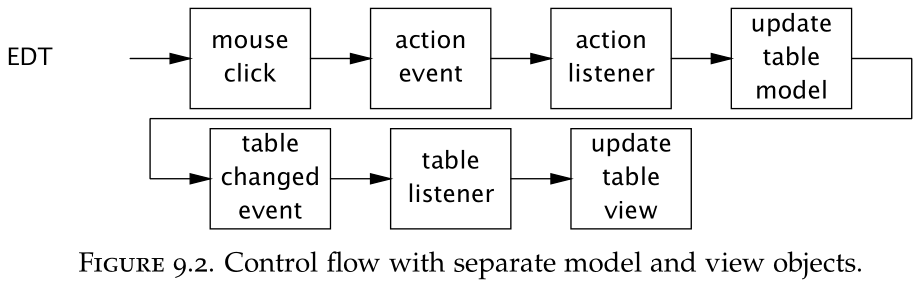 EDT
mouse
click
action
event
action
listener
update
table
model
table
changed
event
table
listener
update
table
view
Figure 9.2. Control flow with separate model and view objects.